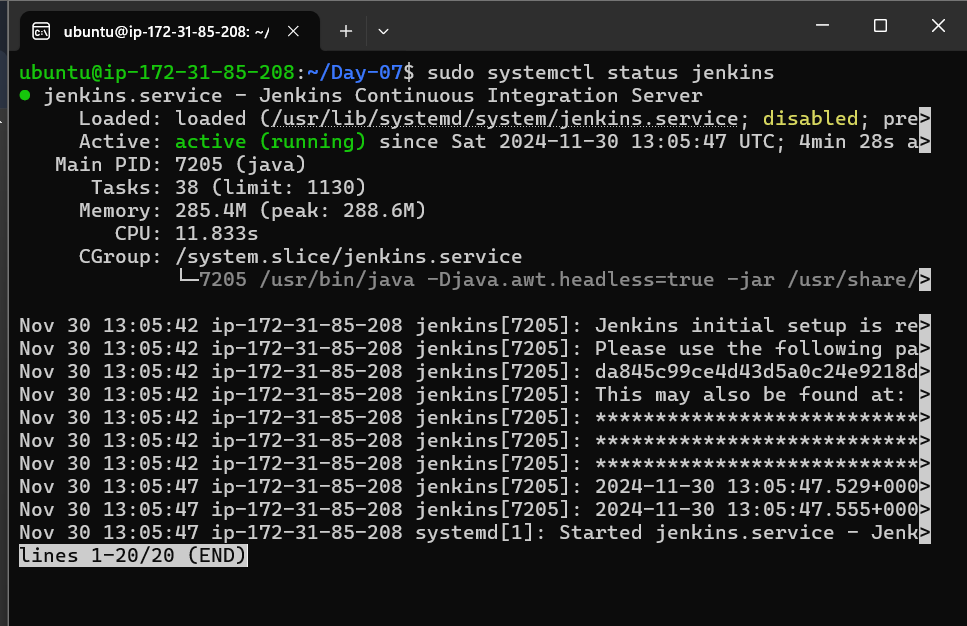 ubuntu@ip-172-31-85-208: ~/
ubuntu@ip-172-31-85-208:~/Day-07$ sudo systemctl status jenkins
● jenkins.service - Jenkins Continuous Integration Server
Loaded: loaded (/usr/lib/systemd/system/jenkins.service; disabled; pre>
Active: active (running) since Sat 2024-11-30 13:05:47 UTC; 4min 28s a>
Main PID: 7205 (java)
Tasks: 38 (limit: 1130)
Memory: 285.4M (peak: 288.6M)
CPU: 11.833s
CGroup: /system.slice/jenkins.service
└─7205 /usr/bin/java -Djava.awt.headless=true -jar /usr/share/>
Nov 30 13:05:42 ip-172-31-85-208 jenkins[7205]: Jenkins initial setup is re>
Nov 30 13:05:42 ip-172-31-85-208 jenkins[7205]: Please use the following pa>
Nov 30 13:05:42 ip-172-31-85-208 jenkins[7205]: da845c99ce4d43d5a0c24e9218d>
Nov 30 13:05:42 ip-172-31-85-208 jenkins[7205]: This may also be found at: >
Nov 30 13:05:42 ip-172-31-85-208 jenkins[7205]: ***************************>
Nov 30 13:05:42 ip-172-31-85-208 jenkins[7205]: ***************************>
Nov 30 13:05:42 ip-172-31-85-208 jenkins[7205]: ***************************>
Nov 30 13:05:47 ip-172-31-85-208 jenkins[7205]: 2024-11-30 13:05:47.529+000>
Nov 30 13:05:47 ip-172-31-85-208 jenkins[7205]: 2024-11-30 13:05:47.555+000>
Nov 30 13:05:47 ip-172-31-85-208 systemd[1]: Started jenkins.service - Jenk>
lines 1-20/20 (END)